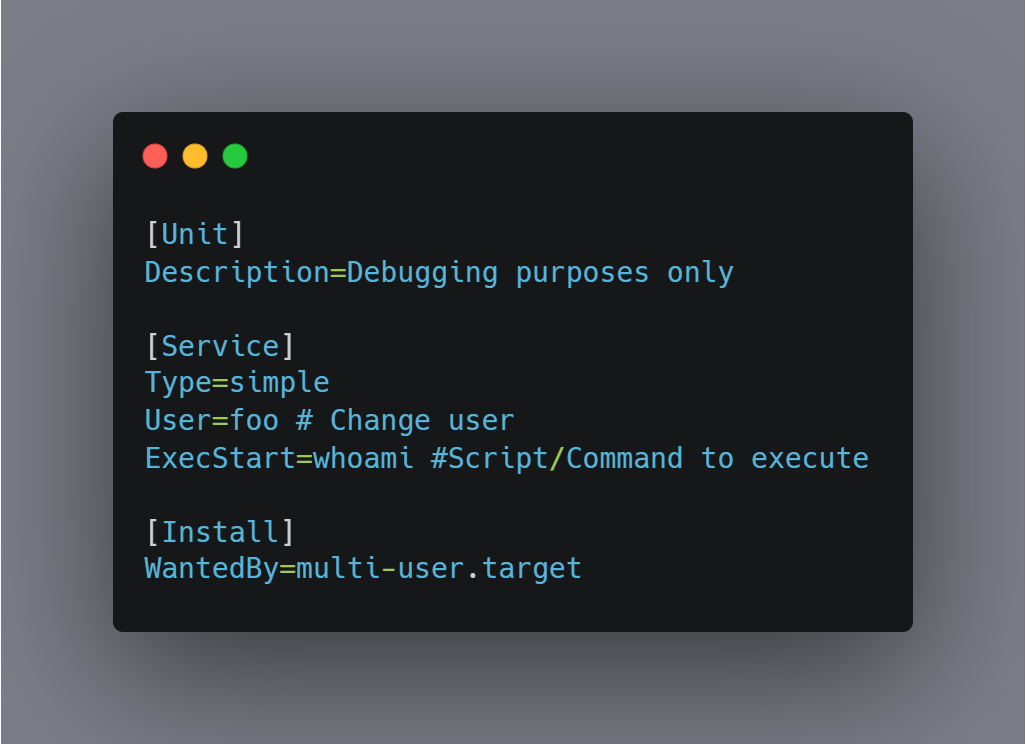 [Unit]
Description=Debugging purposes only
[Service]
Type=simple
User=foo # Change user
ExecStart=whoami #Script/Command to execute
[Install]
WantedBy=multi-user.target